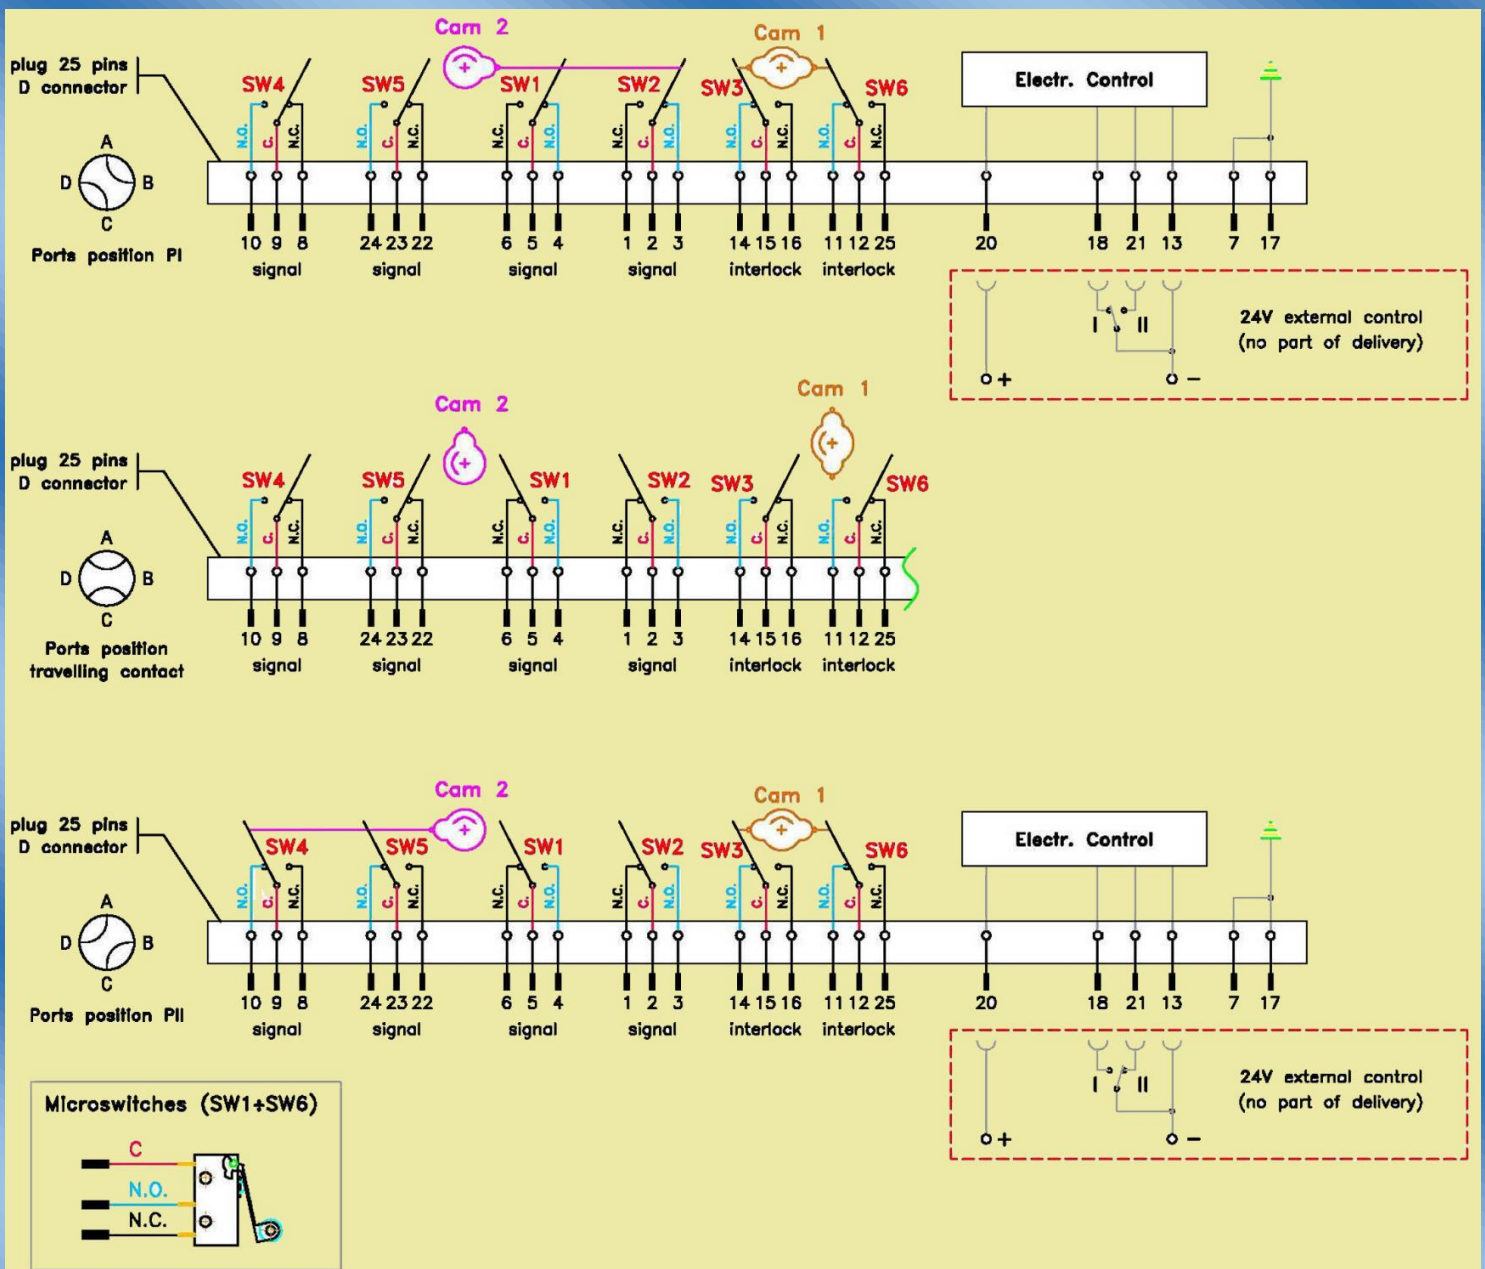 Cam 2
Cam 1
plug 25 pins
D connector
SW4 SW5 SW1 SW2 SW3 SW6
Electr. Control
N.O. C. N.C. N.O. C. N.C. N.C. C. N.O. N.C. C. N.O. N.O. C. N.C. N.O. C. N.C.
A
D B
C
Ports position PI
10 9 8 24 23 22 6 5 4 1 2 3 14 15 16 11 12 25 20 18 21 13 7 17
signal signal signal signal interlock interlock
I II
24V external control
(no part of delivery)
+ −
Cam 2
Cam 1
plug 25 pins
D connector
SW4 SW5 SW1 SW2 SW3 SW6
N.O. C. N.C. N.O. C. N.C. N.C. C. N.O. N.C. C. N.O. N.O. C. N.C. N.O. C. N.C.
A
D B
C
Ports position
travelling contact
10 9 8 24 23 22 6 5 4 1 2 3 14 15 16 11 12 25
signal signal signal signal interlock interlock
Cam 2
Cam 1
plug 25 pins
D connector
SW4 SW5 SW1 SW2 SW3 SW6
Electr. Control
N.O. C. N.C. N.O. C. N.C. N.C. C. N.O. N.C. C. N.O. N.O. C. N.C. N.O. C. N.C.
A
D B
C
Ports position PII
10 9 8 24 23 22 6 5 4 1 2 3 14 15 16 11 12 25 20 18 21 13 7 17
signal signal signal signal interlock interlock
I II
24V external control
(no part of delivery)
+ −
Microswitches (SW1+SW6)
C
N.O.
N.C.